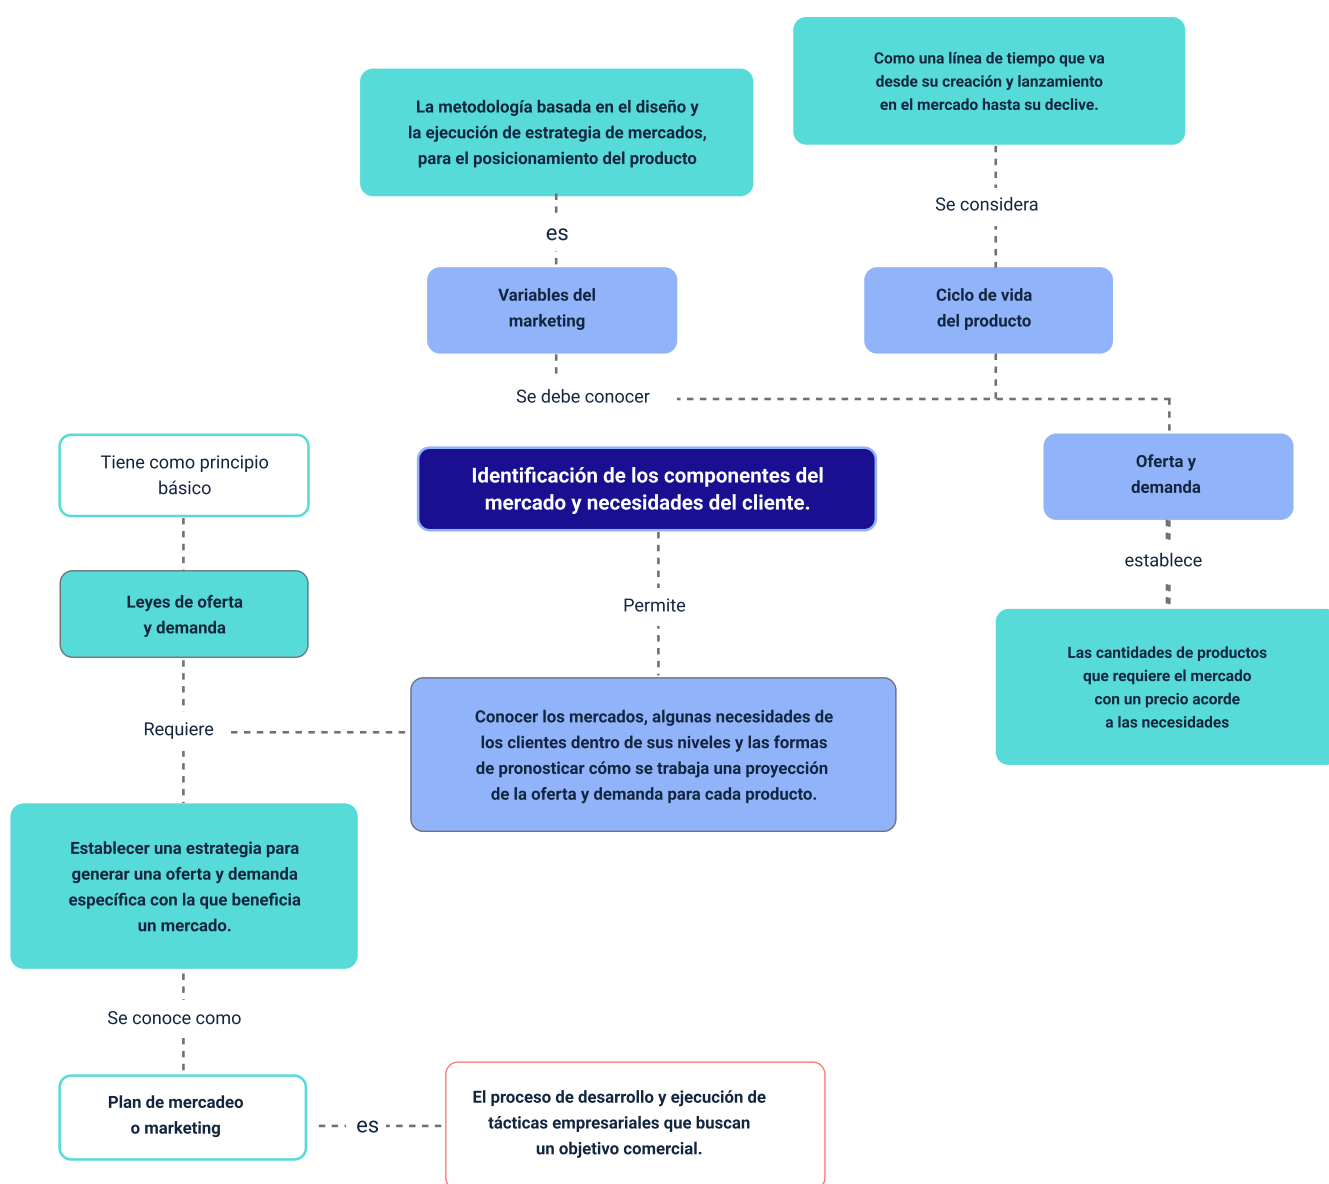 Como una línea de tiempo que va
desde su creación y lanzamiento
en el mercado hasta su declive.
La metodología basada en el diseño y
la ejecución de estrategia de mercados,
para el posicionamiento del producto
Se considera
es
Variables del
marketing
Ciclo de vida
del producto
Se debe conocer
Tiene como principio
básico
Identificación de los componentes del
mercado y necesidades del cliente.
Oferta y
demanda
establece
Leyes de oferta
y demanda
Permite
Las cantidades de productos
que requiere el mercado
con un precio acorde
a las necesidades
Requiere
Conocer los mercados, algunas necesidades de
los clientes dentro de sus niveles y las formas
de pronosticar cómo se trabaja una proyección
de la oferta y demanda para cada producto.
Establecer una estrategia para
generar una oferta y demanda
específica con la que beneficia
un mercado.
Se conoce como
Plan de mercadeo
o marketing
es
El proceso de desarrollo y ejecución de
tácticas empresariales que buscan
un objetivo comercial.